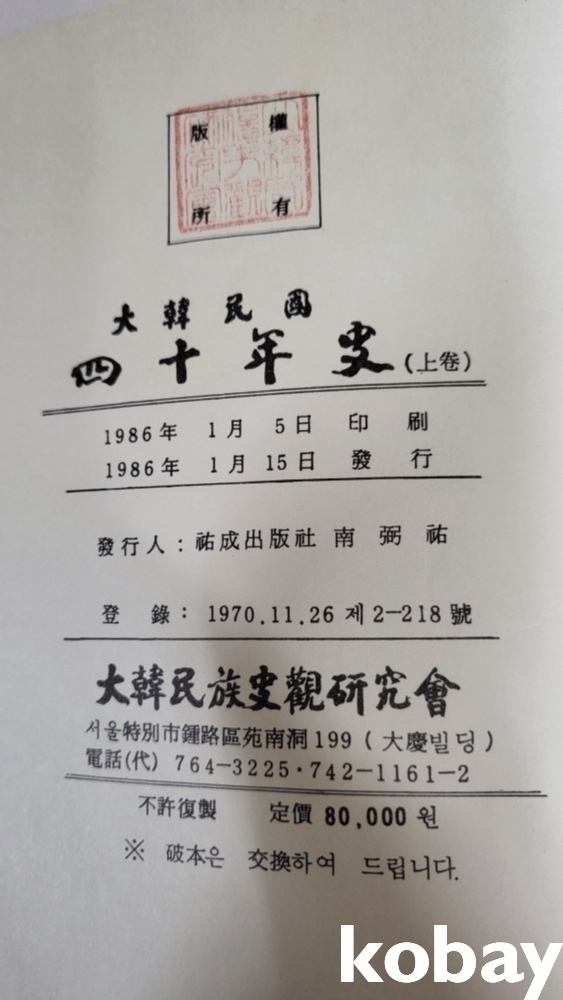 版權
所有
大韓民國
四十年史 (上卷)
1986年 1月 5日 印刷
1986年 1月 15日 發行
發行人 : 祐成出版社 南弼祐
登錄 : 1970.11.26 제2-218號
大韓民族史觀研究會
서울特別市鍾路區苑南洞199 (大慶빌딩)
電話(代) 764-3225·742-1161-2
不許復製 定價 80,000원
※ 破本은 交換하여 드립니다.
kobay